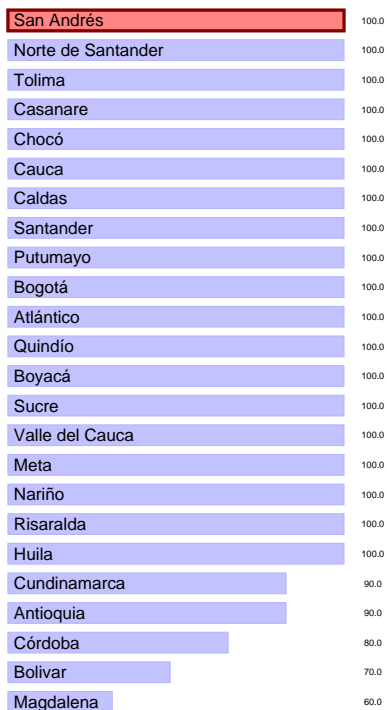 San Andrés 100.0
Norte de Santander 100.0
Tolima 100.0
Casanare 100.0
Chocó 100.0
Cauca 100.0
Caldas 100.0
Santander 100.0
Putumayo 100.0
Bogotá 100.0
Atlántico 100.0
Quindío 100.0
Boyacá 100.0
Sucre 100.0
Valle del Cauca 100.0
Meta 100.0
Nariño 100.0
Risaralda 100.0
Huila 100.0
Cundinamarca 90.0
Antioquia 90.0
Córdoba 80.0
Bolivar 70.0
Magdalena 60.0